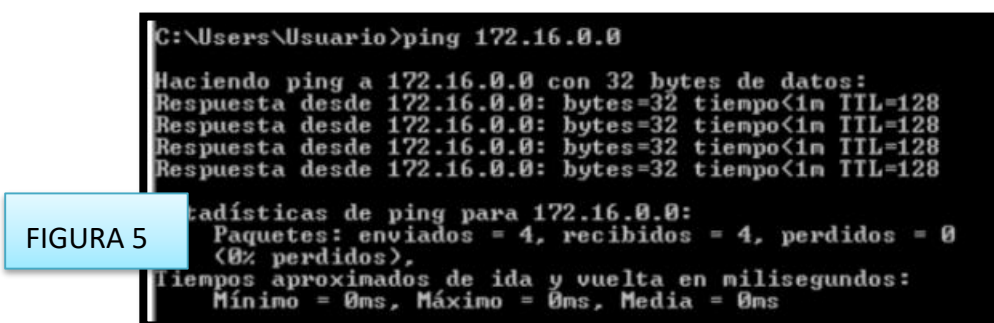 C:\Users\Usuario>ping 172.16.0.0
Haciendo ping a 172.16.0.0 con 32 bytes de datos:
Respuesta desde 172.16.0.0: bytes=32 tiempo<1m TTL=128
Respuesta desde 172.16.0.0: bytes=32 tiempo<1m TTL=128
Respuesta desde 172.16.0.0: bytes=32 tiempo<1m TTL=128
Respuesta desde 172.16.0.0: bytes=32 tiempo<1m TTL=128
tadísticas de ping para 172.16.0.0:
FIGURA 5
Paquetes: enviados = 4, recibidos = 4, perdidos = 0
(0% perdidos),
Tiempos aproximados de ida y vuelta en milisegundos:
Mínimo = 0ms, Máximo = 0ms, Media = 0ms